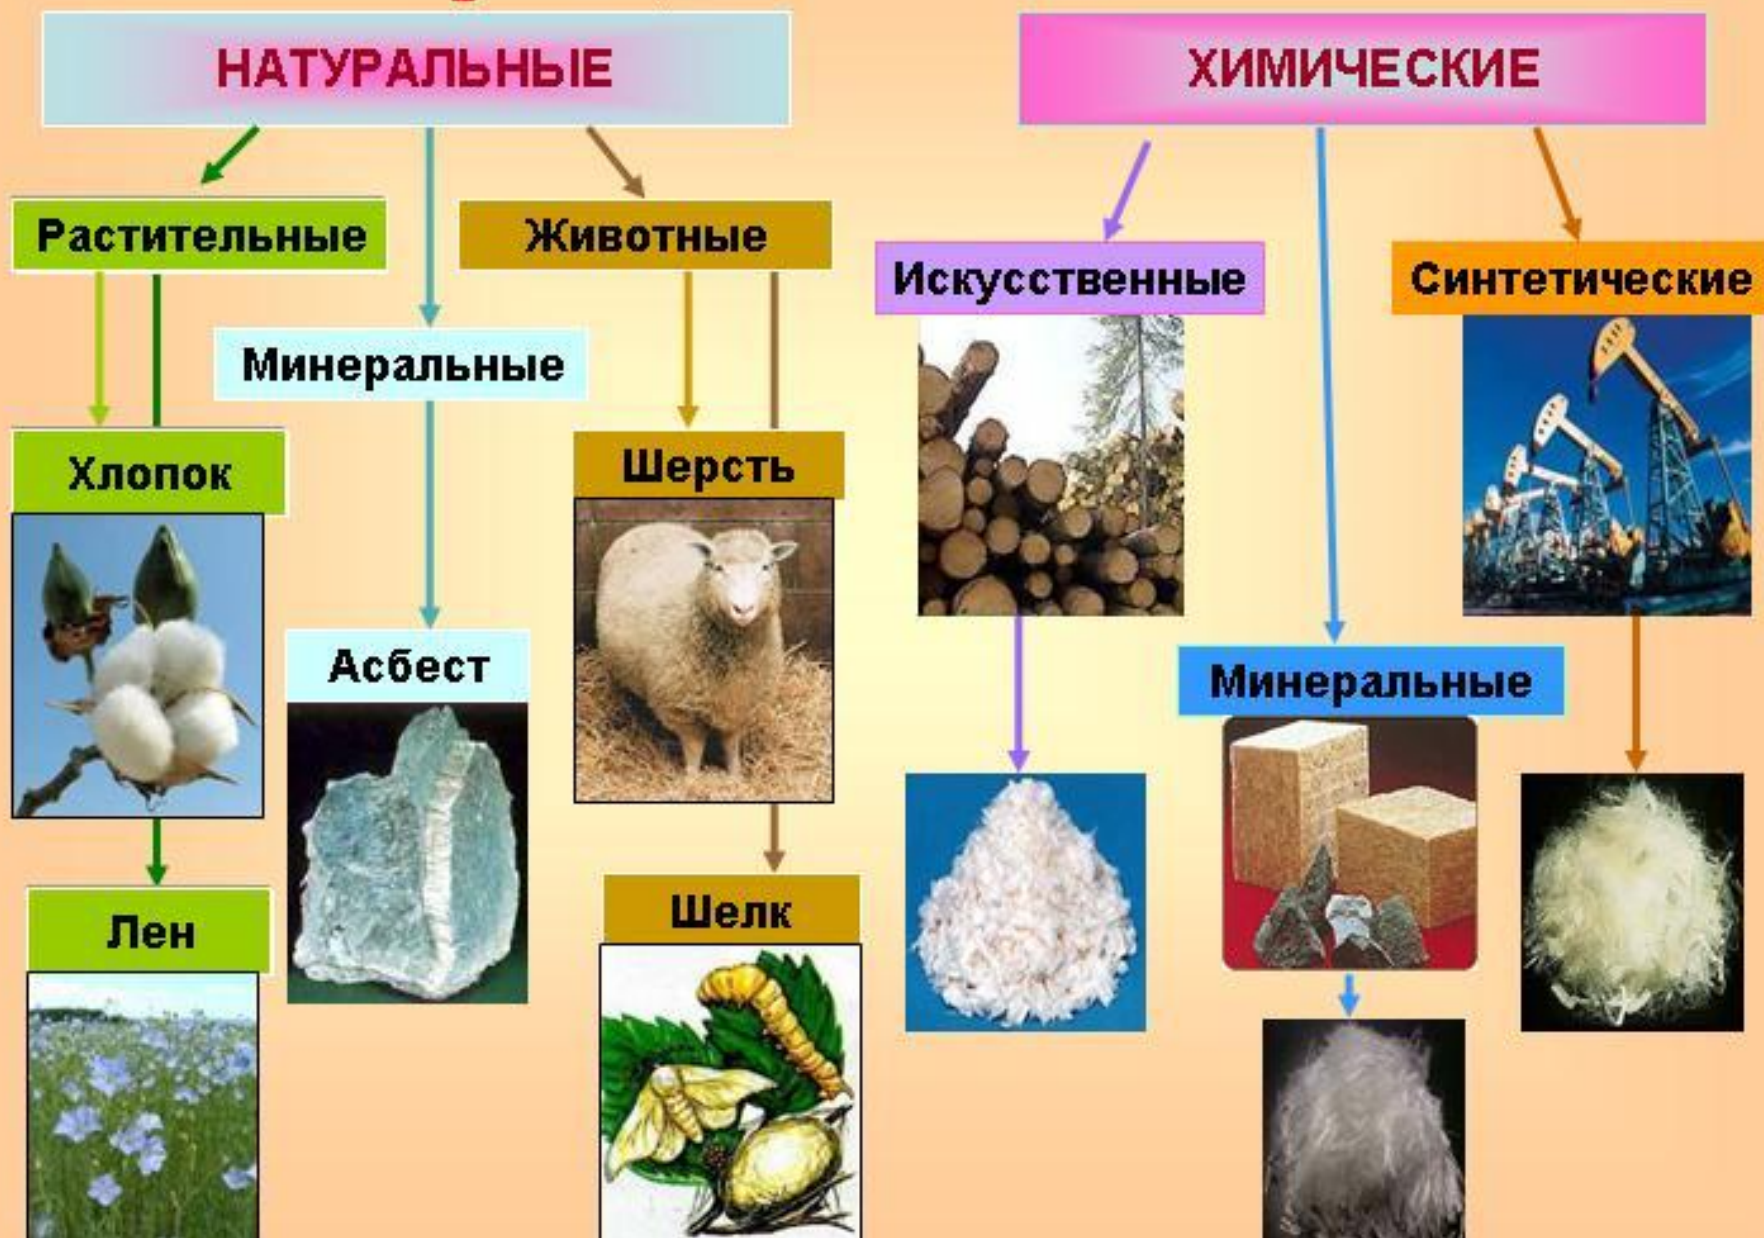 НАТУРАЛЬНЫЕ
ХИМИЧЕСКИЕ
Растительные
Животные
Искусственные
Синтетические
Минеральные
Хлопок
Шерсть
Асбест
Минеральные
Лен
Шелк